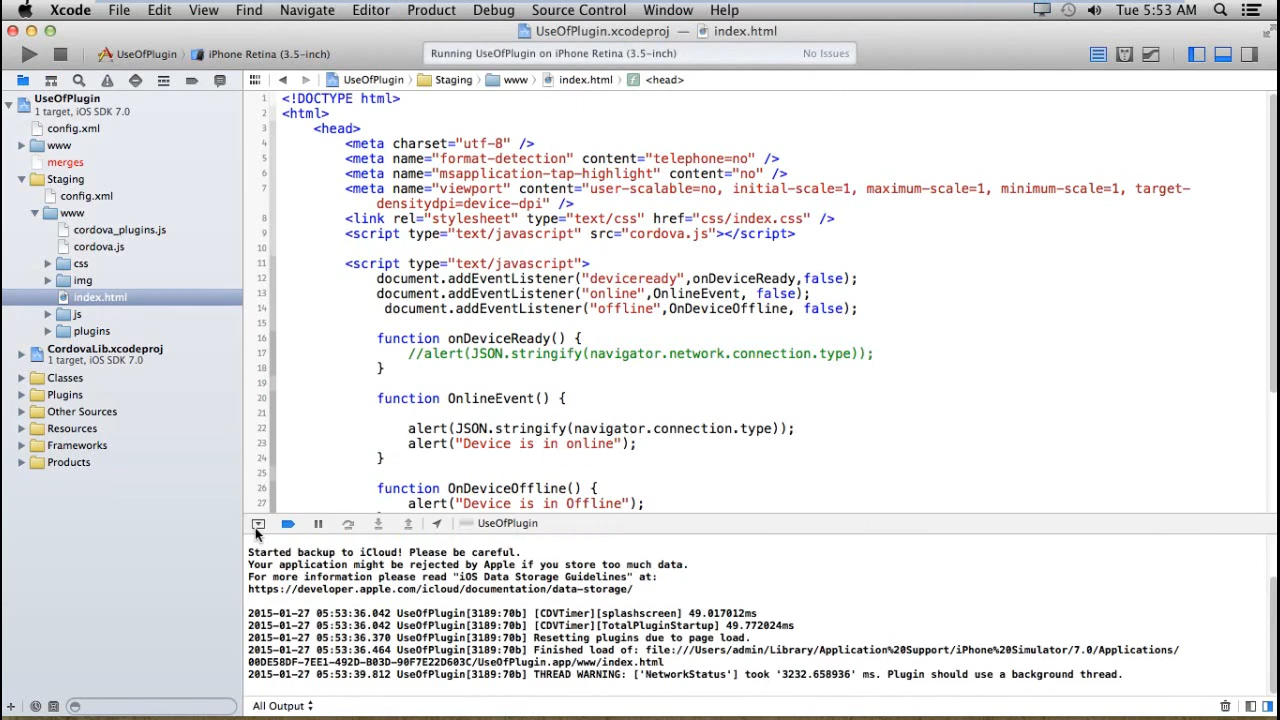 Xcode File Edit View Find Navigate Editor Product Debug Source Control Window Help Tue 5:53 AM
UseOfPlugin.xcodeproj — index.html
UseOfPlugin iPhone Retina (3.5-inch) Running UseOfPlugin on iPhone Retina (3.5-inch) No Issues
UseOfPlugin Staging www index.html f <head>
UseOfPlugin
1 target, iOS SDK 7.0
config.xml
www
merges
Staging
config.xml
www
cordova_plugins.js
cordova.js
css
img
index.html
js
plugins
CordovaLib.xcodeproj
1 target, iOS SDK 7.0
Classes
Plugins
Other Sources
Resources
Frameworks
Products
1 <!DOCTYPE html>
2 <html>
3 <head>
4 <meta charset="utf-8" />
5 <meta name="format-detection" content="telephone=no" />
6 <meta name="msapplication-tap-highlight" content="no" />
7 <meta name="viewport" content="user-scalable=no, initial-scale=1, maximum-scale=1, minimum-scale=1, target-
densitydpi=device-dpi" />
8 <link rel="stylesheet" type="text/css" href="css/index.css" />
9 <script type="text/javascript" src="cordova.js"></script>
10
11 <script type="text/javascript">
12 document.addEventListener("deviceready",onDeviceReady,false);
13 document.addEventListener("online",OnlineEvent, false);
14 document.addEventListener("offline",OnDeviceOffline, false);
15
16 function onDeviceReady() {
17 //alert(JSON.stringify(navigator.network.connection.type));
18 }
19
20 function OnlineEvent() {
21
22 alert(JSON.stringify(navigator.connection.type));
23 alert("Device is in online");
24 }
25
26 function OnDeviceOffline() {
27 alert("Device is in Offline");
UseOfPlugin
Started backup to iCloud! Please be careful.
Your application might be rejected by Apple if you store too much data.
For more information please read "iOS Data Storage Guidelines" at:
https://developer.apple.com/icloud/documentation/data-storage/
2015-01-27 05:53:36.042 UseOfPlugin[3189:70b] [CDVTimer][splashscreen] 49.017012ms
2015-01-27 05:53:36.042 UseOfPlugin[3189:70b] [CDVTimer][TotalPluginStartup] 49.772024ms
2015-01-27 05:53:36.370 UseOfPlugin[3189:70b] Resetting plugins due to page load.
2015-01-27 05:53:36.464 UseOfPlugin[3189:70b] Finished load of: file:///Users/admin/Library/Application%20Support/iPhone%20Simulator/7.0/Applications/
00DE58DF-7EE1-492D-B03D-90F7E22D603C/UseOfPlugin.app/www/index.html
2015-01-27 05:53:39.812 UseOfPlugin[3189:70b] THREAD WARNING: ['NetworkStatus'] took '3232.658936' ms. Plugin should use a background thread.
All Output